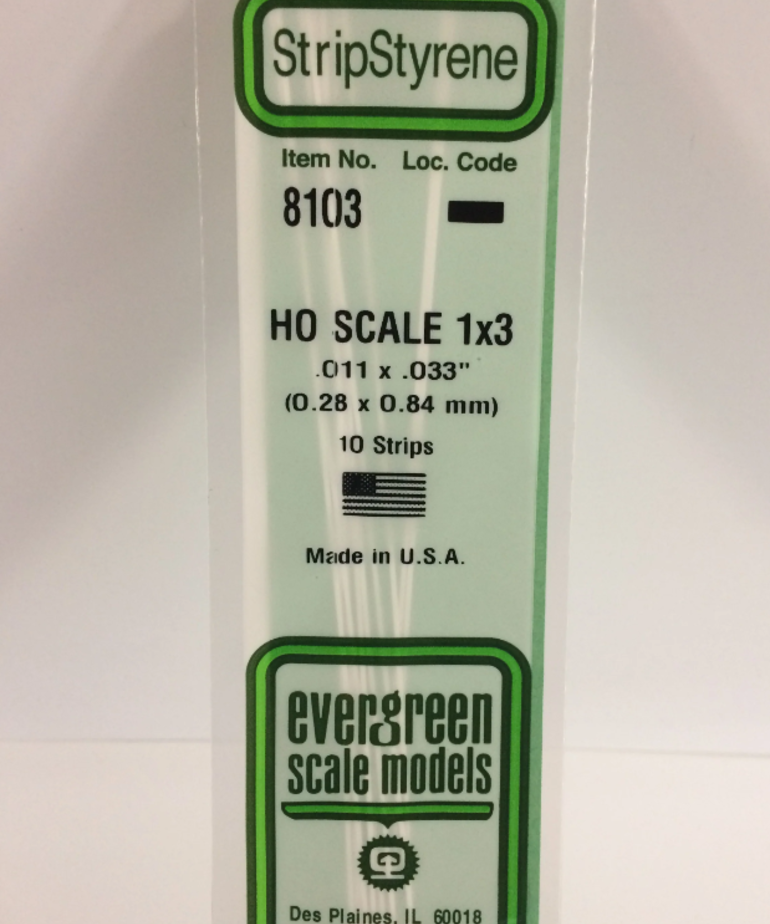 StripStyrene
Item No. Loc. Code
8103
HO SCALE 1x3
.011 x .033"
(0.28 x 0.84 mm)
10 Strips
Made in U.S.A.
evergreen
scale models
Des Plaines, IL 60018